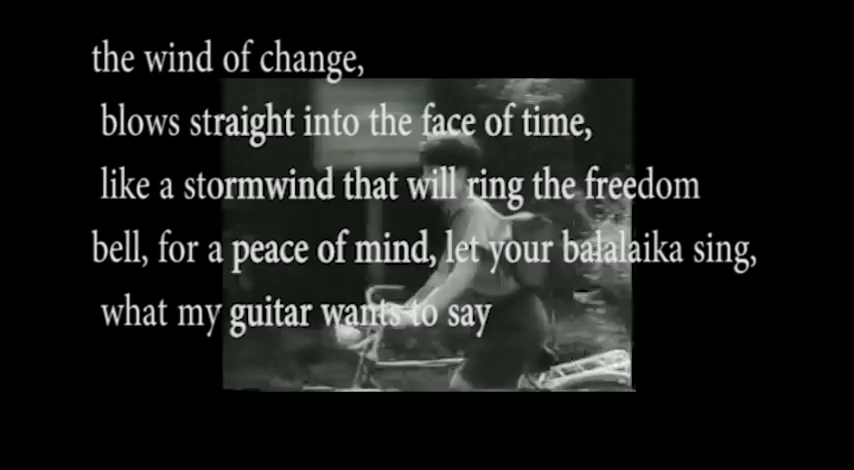 the wind of change,
blows straight into the face of time,
like a stormwind that will ring the freedom
bell, for a peace of mind, let your balalaika sing,
what my guitar wants to say